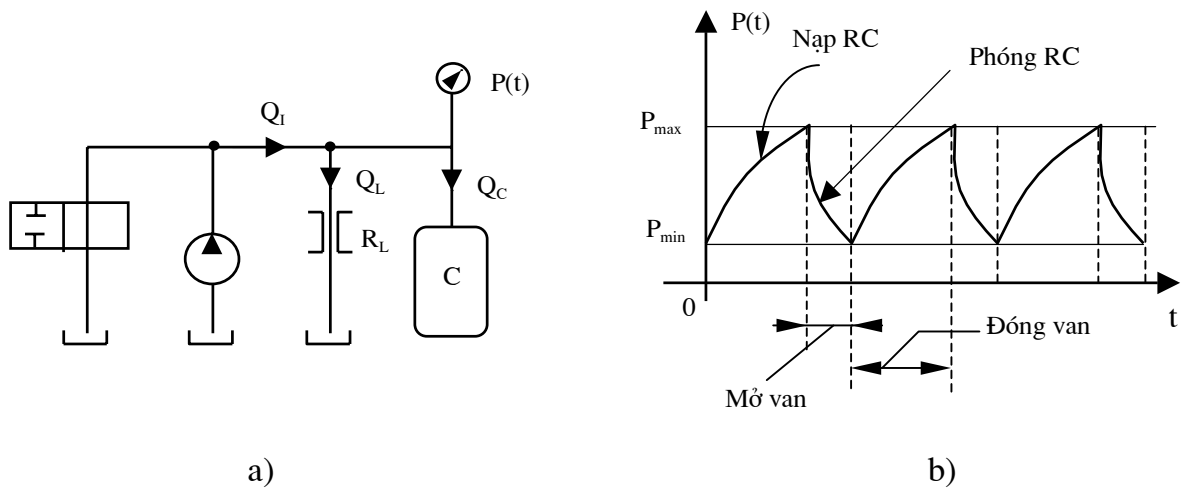 P(t)
Q_I
Q_L
Q_C
R_L
C
a)
P(t)
Nạp RC
Phóng RC
P_max
P_min
0
t
Đóng van
Mở van
b)